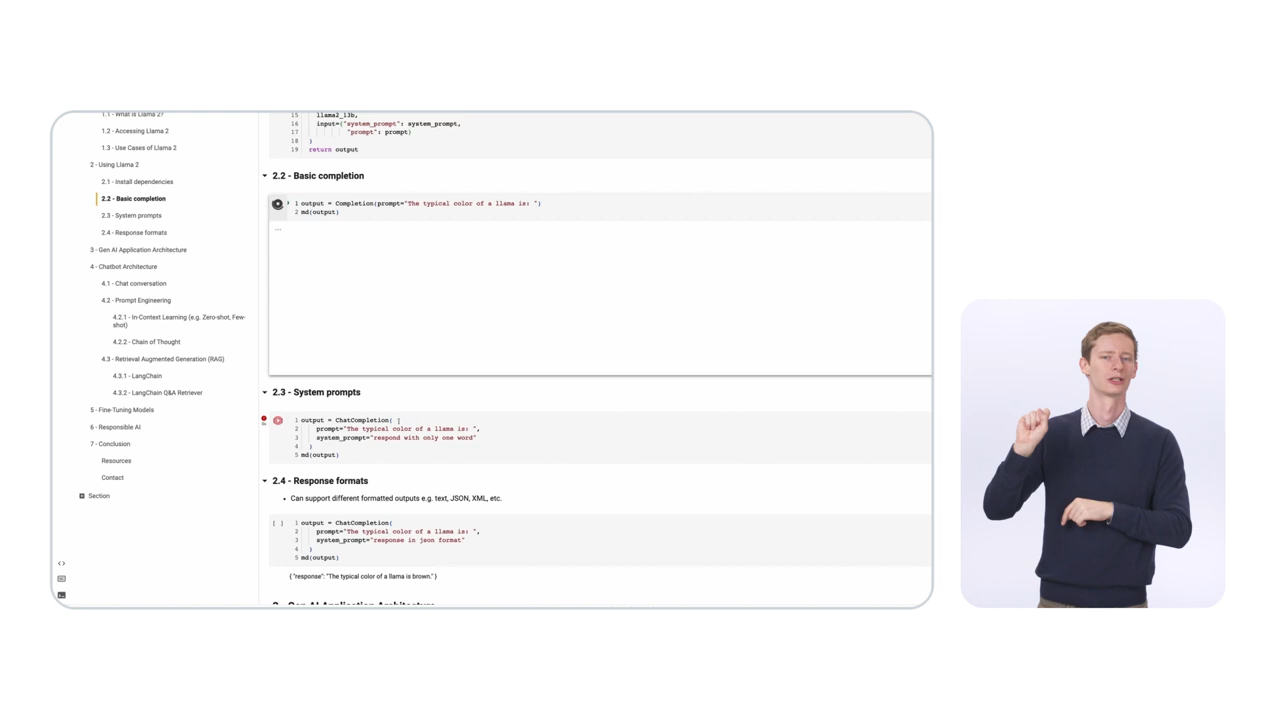 1.1 - What is Llama 2?
1.2 - Accessing Llama 2
1.3 - Use Cases of Llama 2
2 - Using Llama 2
2.1 - Install dependencies
2.2 - Basic completion
2.3 - System prompts
2.4 - Response formats
3 - Gen AI Application Architecture
4 - Chatbot Architecture
4.1 - Chat conversation
4.2 - Prompt Engineering
4.2.1 - In-Context Learning (e.g. Zero-shot, Few-
shot)
4.2.2 - Chain of Thought
4.3 - Retrieval Augmented Generation (RAG)
4.3.1 - LangChain
4.3.2 - LangChain Q&A Retriever
5 - Fine-Tuning Models
6 - Responsible AI
7 - Conclusion
Resources
Contact
Section
15 llama2_13b,
16 input={"system_prompt": system_prompt,
17 "prompt": prompt}
18 )
19 return output
2.2 - Basic completion
1 output = Completion(prompt="The typical color of a llama is: ")
2 md(output)
...
2.3 - System prompts
1 output = ChatCompletion(
2 prompt="The typical color of a llama is: ",
3 system_prompt="respond with only one word"
4 )
5 md(output)
2.4 - Response formats
• Can support different formatted outputs e.g. text, JSON, XML, etc.
[ ] 1 output = ChatCompletion(
2 prompt="The typical color of a llama is: ",
3 system_prompt="response in json format"
4 )
5 md(output)
{ "response": "The typical color of a llama is brown." }
3 - Gen AI Application Architecture